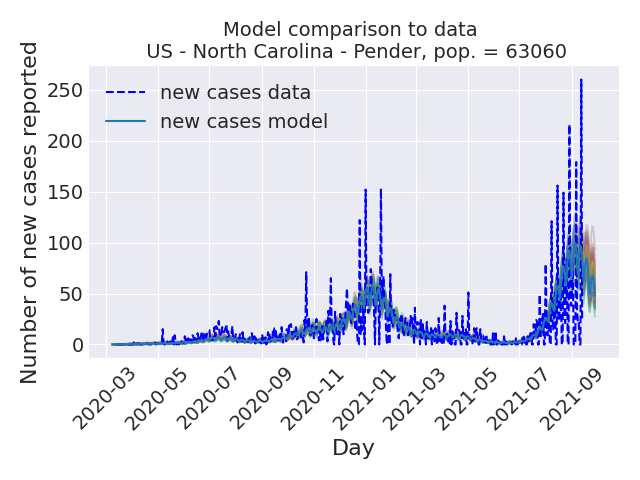 Model comparison to data
US - North Carolina - Pender, pop. = 63060
Number of new cases reported
250
200
150
100
50
0
new cases data
new cases model
2020-03
2020-05
2020-07
2020-09
2020-11
2021-01
2021-03
2021-05
2021-07
2021-09
Day